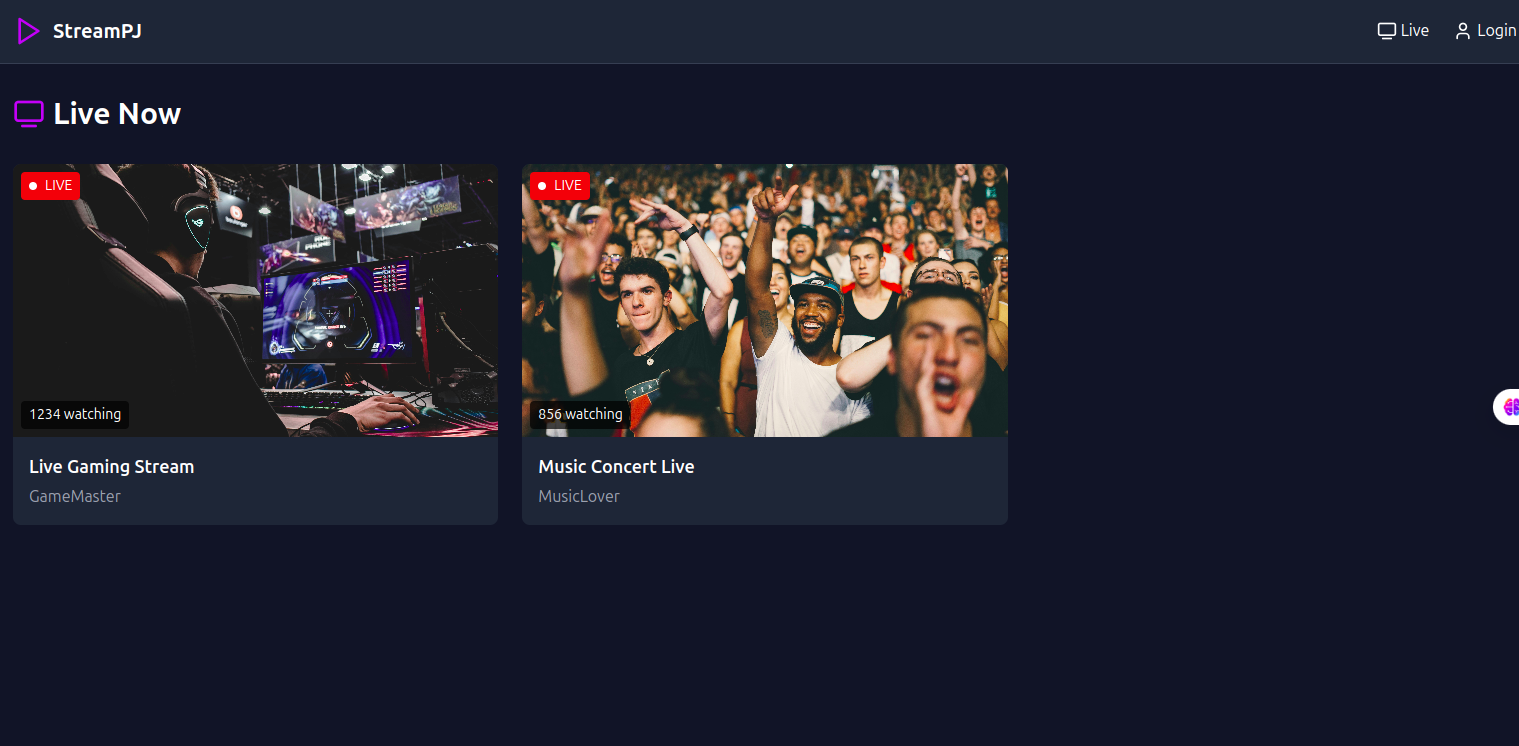 StreamPJ
Live
Login
Live Now
LIVE
LIVE
1234 watching
856 watching
Live Gaming Stream
Music Concert Live
GameMaster
MusicLover